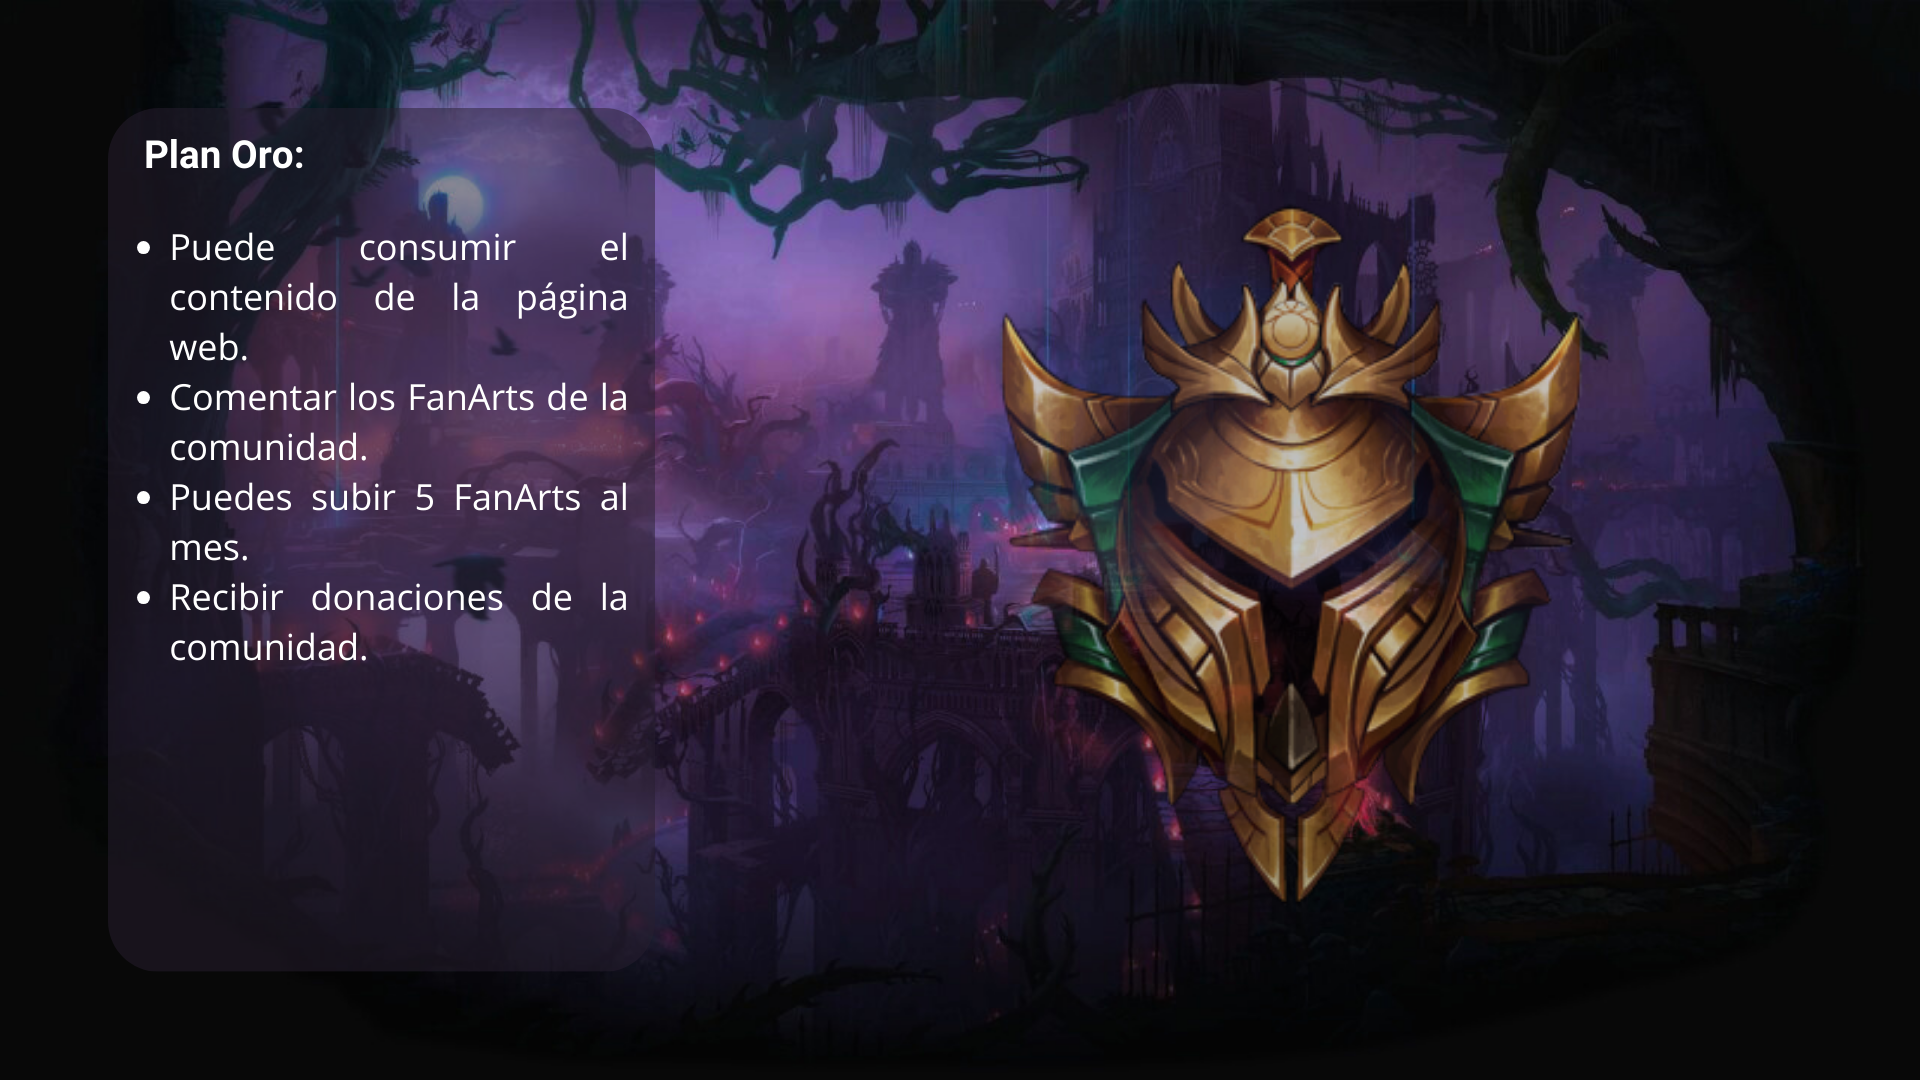 Plan Oro:
• Puede consumir el
contenido de la página
web.
• Comentar los FanArts de la
comunidad.
• Puedes subir 5 FanArts al
mes.
• Recibir donaciones de la
comunidad.